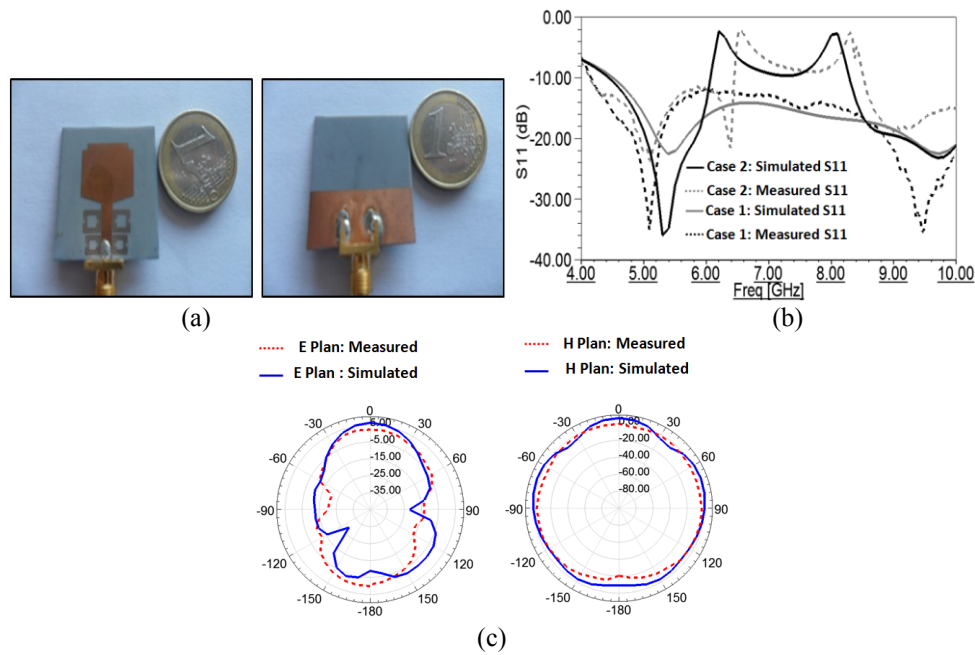 0.00
-10.00
-20.00
-30.00
-40.00
S11 (dB)
Case 2: Simulated S11
Case 2: Measured S11
Case 1: Simulated S11
Case 1: Measured S11
4.00 5.00 6.00 7.00 8.00 9.00 10.00
Freq [GHz]
1
1
(a)
(b)
E Plan: Measured
E Plan : Simulated
H Plan: Measured
H Plan: Simulated
0
30
60
90
120
150
-180
-150
-120
-90
-60
-30
5.00
-5.00
-15.00
-25.00
-35.00
0
30
60
90
120
150
-180
-150
-120
-90
-60
-30
0.00
-20.00
-40.00
-60.00
-80.00
(c)